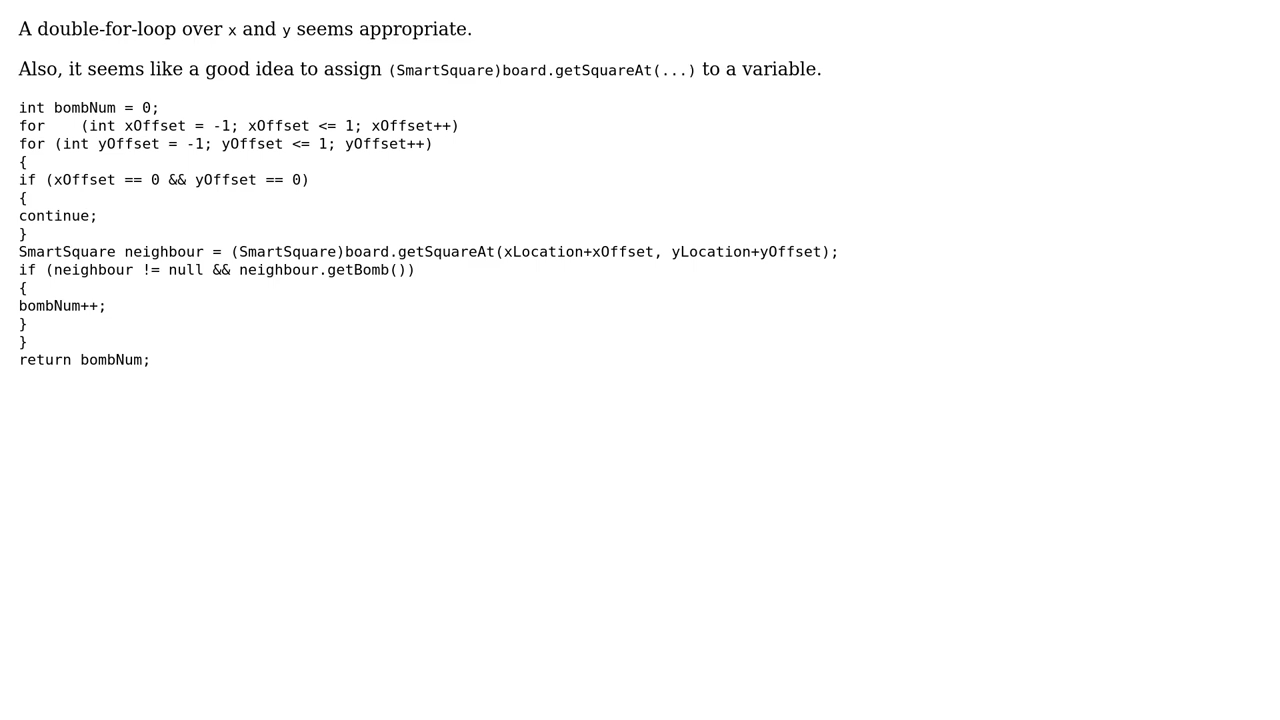 A double-for-loop over x and y seems appropriate.
Also, it seems like a good idea to assign (SmartSquare)board.getSquareAt(...) to a variable.
int bombNum = 0;
for    (int xOffset = -1; xOffset <= 1; xOffset++)
for (int yOffset = -1; yOffset <= 1; yOffset++)
{
if (xOffset == 0 && yOffset == 0)
{
continue;
}
SmartSquare neighbour = (SmartSquare)board.getSquareAt(xLocation+xOffset, yLocation+yOffset);
if (neighbour != null && neighbour.getBomb())
{
bombNum++;
}
}
return bombNum;